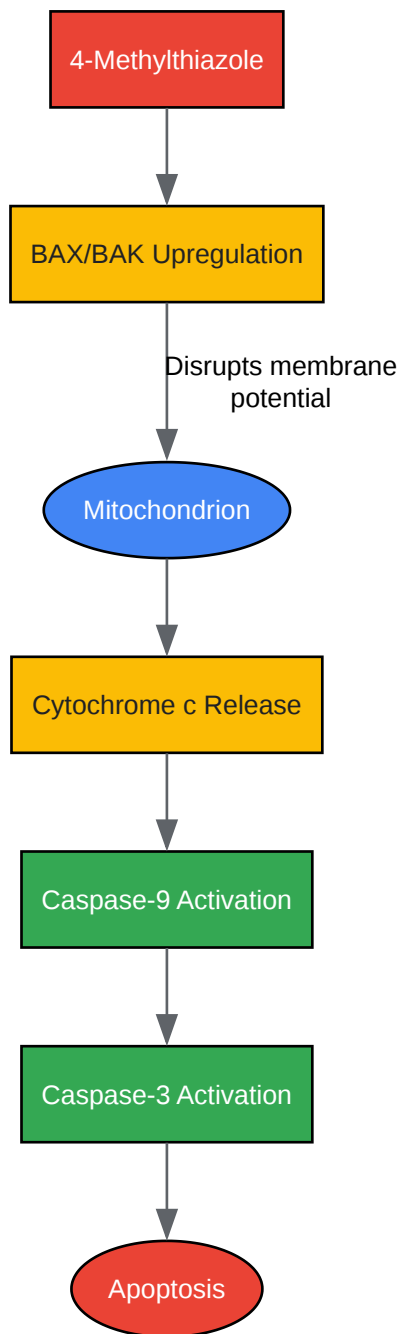 4-Methylthiazole
BAX/BAK Upregulation
Disrupts membrane
potential
Mitochondrion
Cytochrome c Release
Caspase-9 Activation
Caspase-3 Activation
Apoptosis